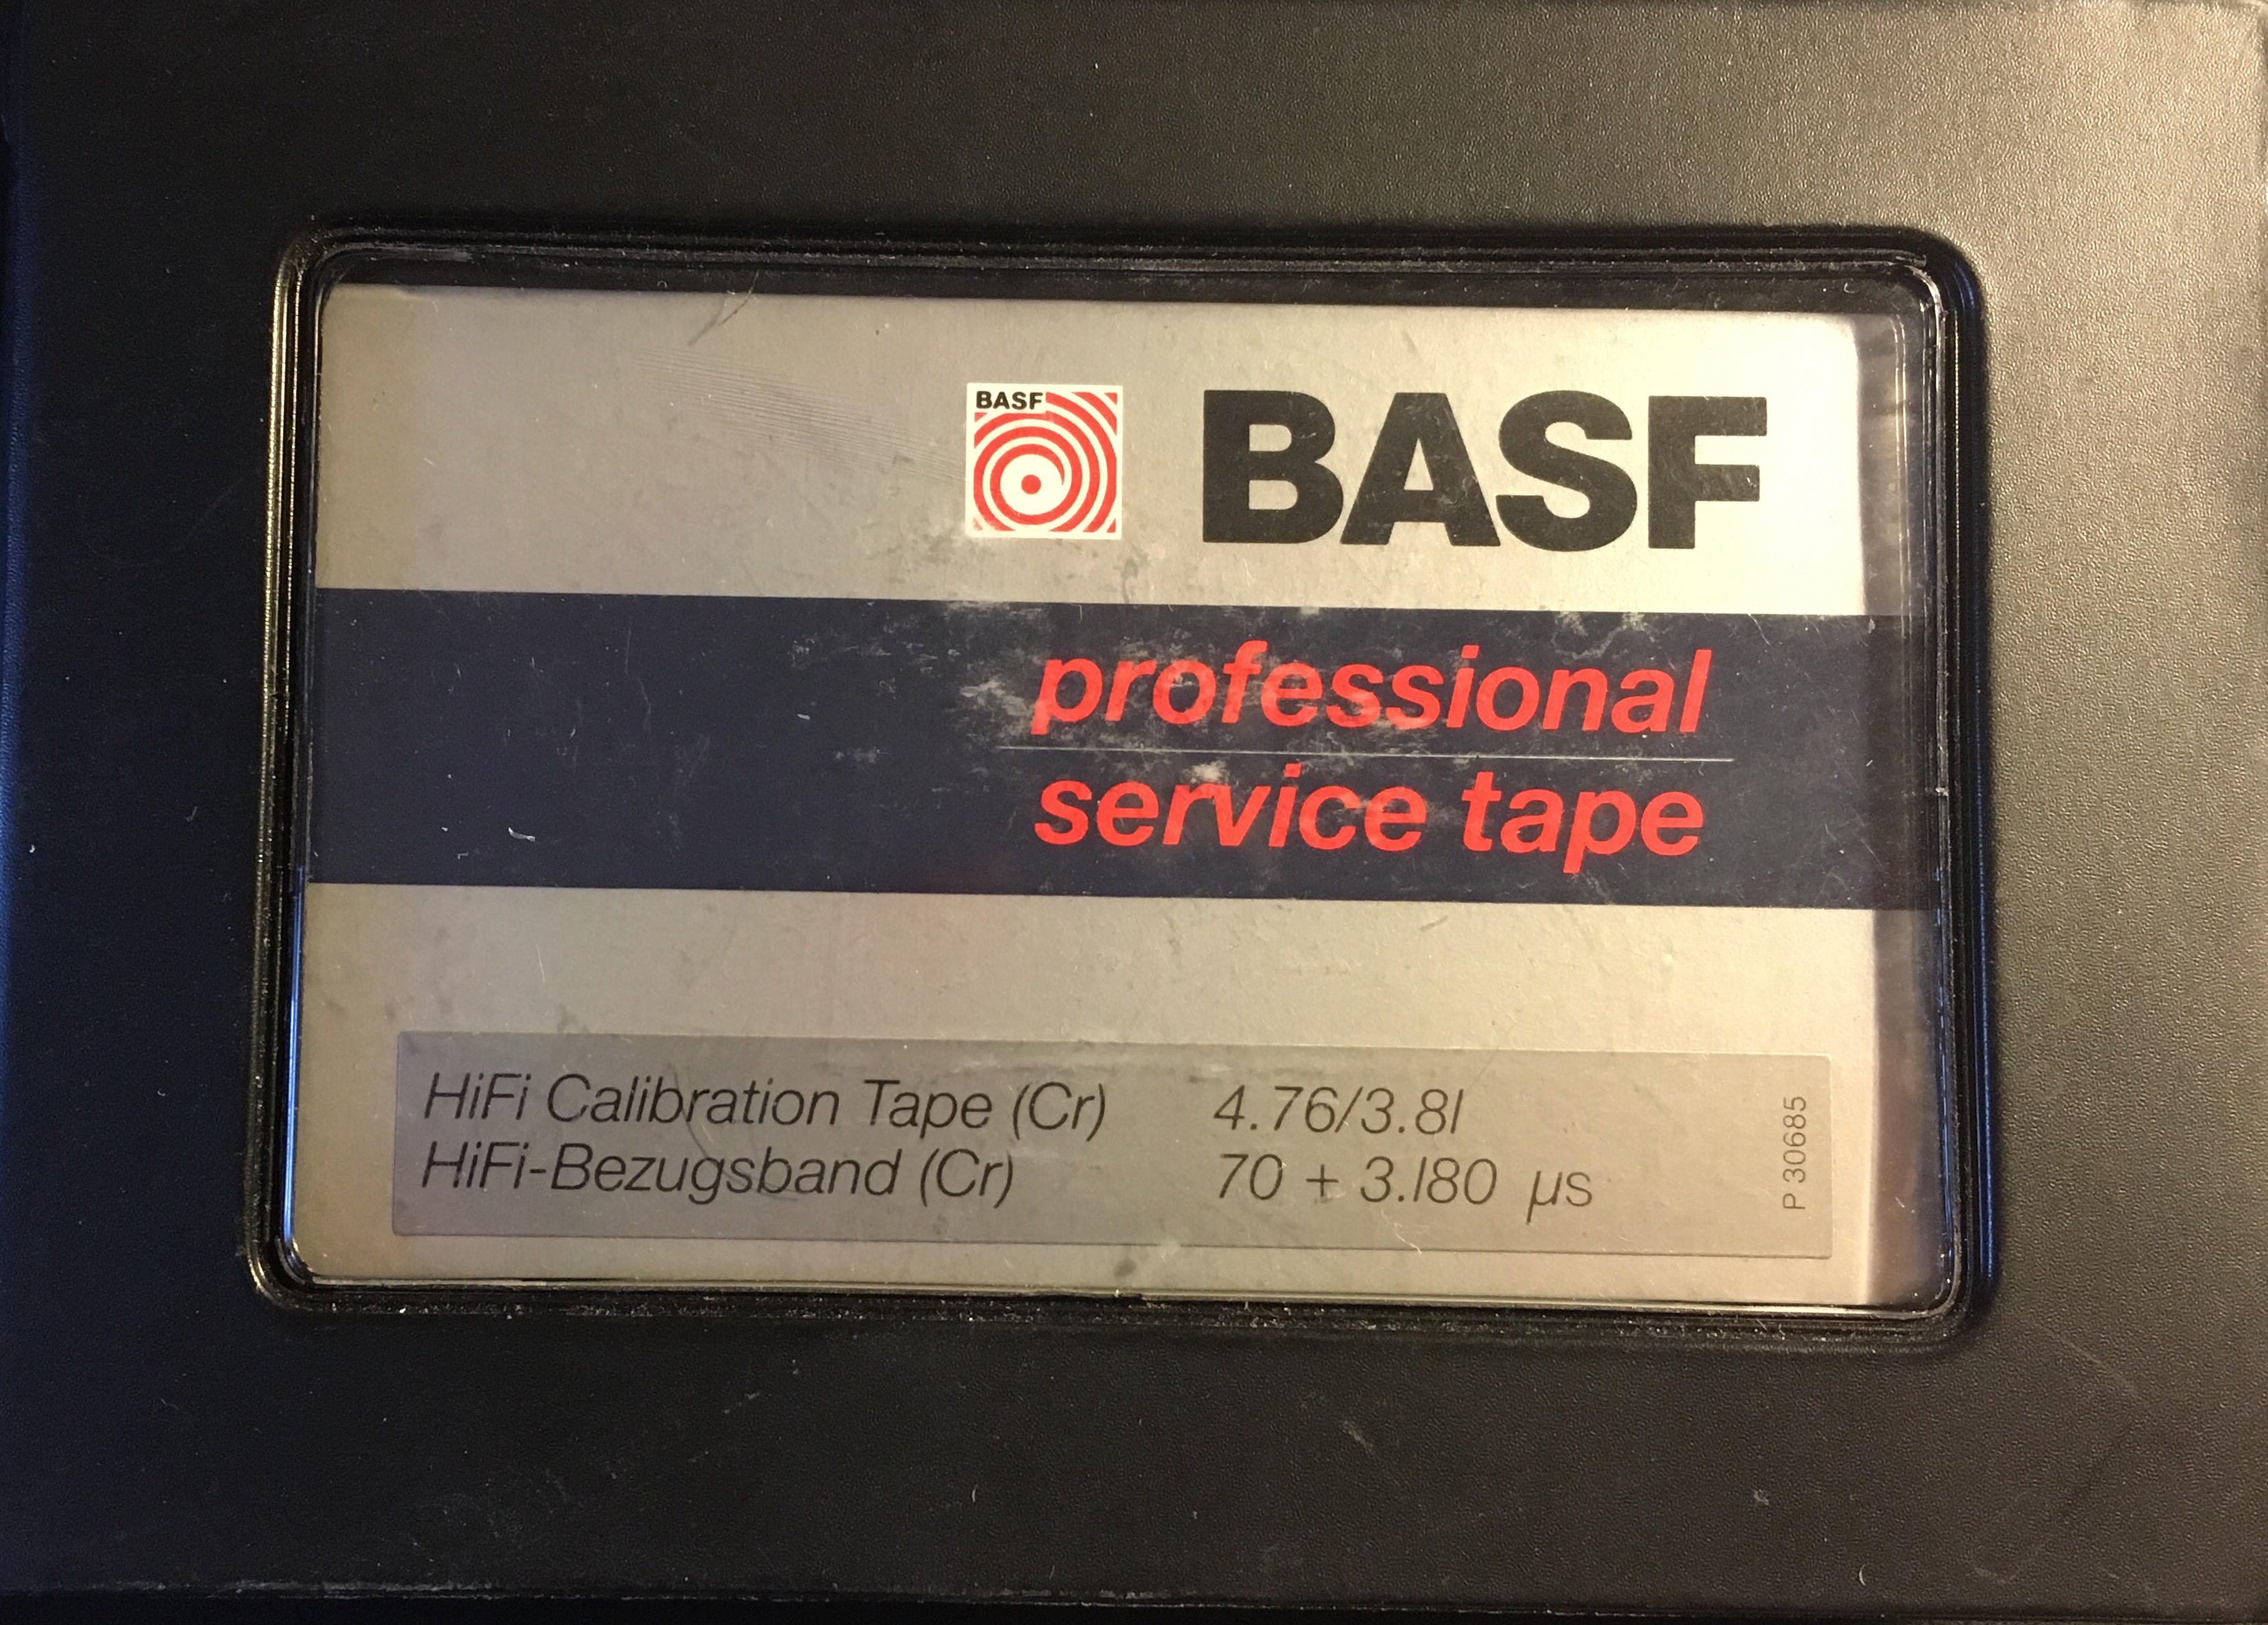 BASF
BASF
professional
service tape
HiFi Calibration Tape (Cr) 4.76/3.81
HiFi-Bezugsband (Cr) 70 + 3.180 µs
P 30685